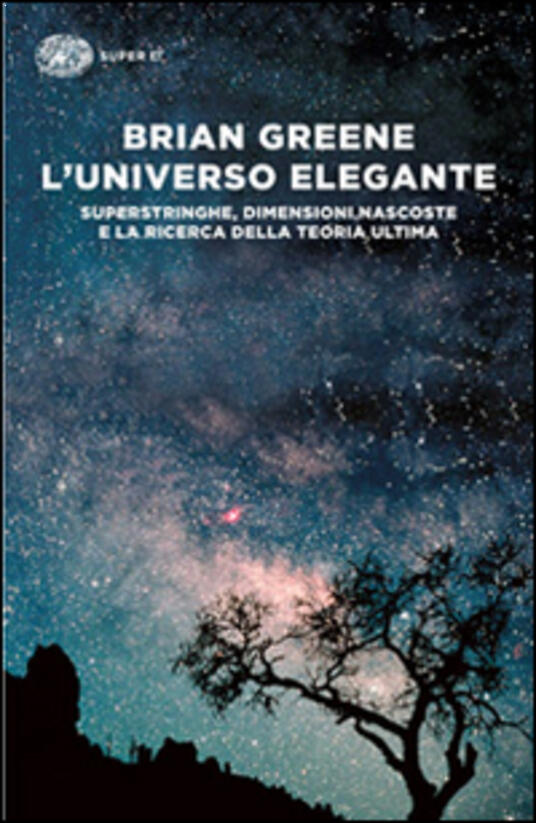 SUPER ET
BRIAN GREENE
L'UNIVERSO ELEGANTE
SUPERSTRINGHE, DIMENSIONI NASCOSTE
E LA RICERCA DELLA TEORIA ULTIMA